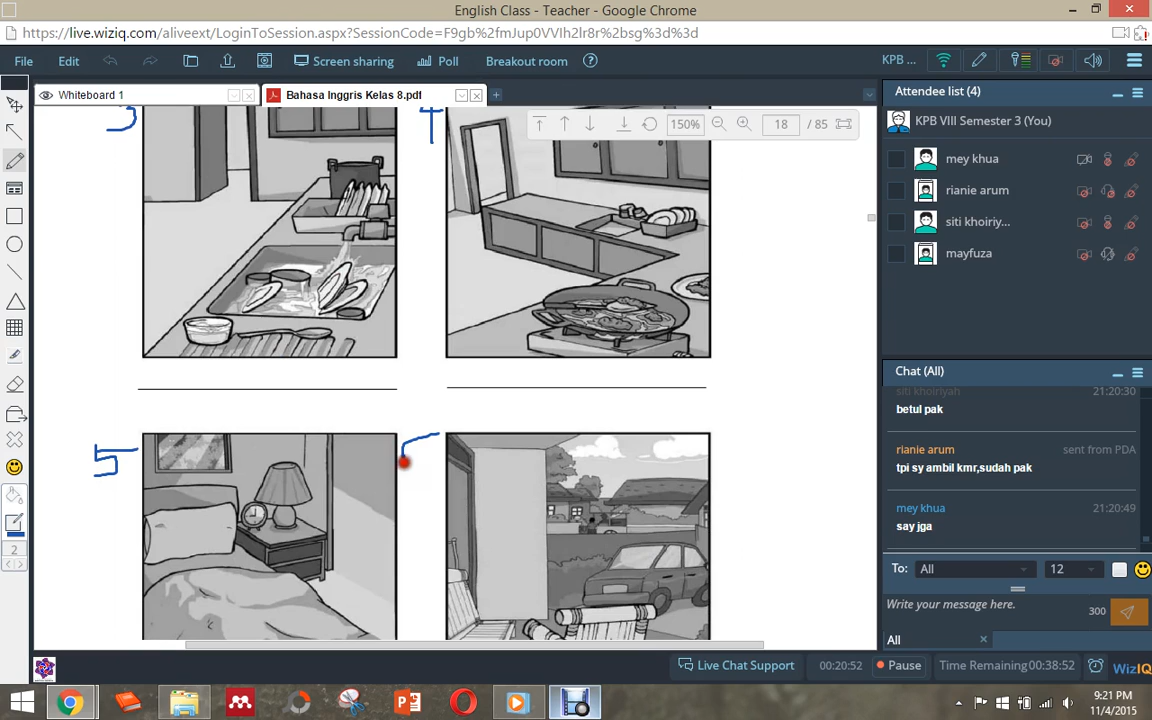 English Class - Teacher - Google Chrome
https://live.wiziq.com/aliveext/LoginToSession.aspx?SessionCode=F9gb%2fmJup0VVIh2lr8r%2bsg%3d%3d
File Edit Screen sharing Poll Breakout room ? KPB ...
Whiteboard 1 Bahasa Inggris Kelas 8.pdf
150% 18 / 85
3 4
5
Attendee list (4)
KPB VIII Semester 3 (You)
mey khua
rianie arum
siti khoiriy...
mayfuza
Chat (All)
siti khoiriyah 21:20:30
betul pak
rianie arum sent from PDA
tpi sy ambil kmr,sudah pak
mey khua 21:20:49
say jga
To: All 12
Write your message here. 300
All
2
Live Chat Support 00:20:52 Pause Time Remaining 00:38:52 WizIQ
9:21 PM
11/4/2015